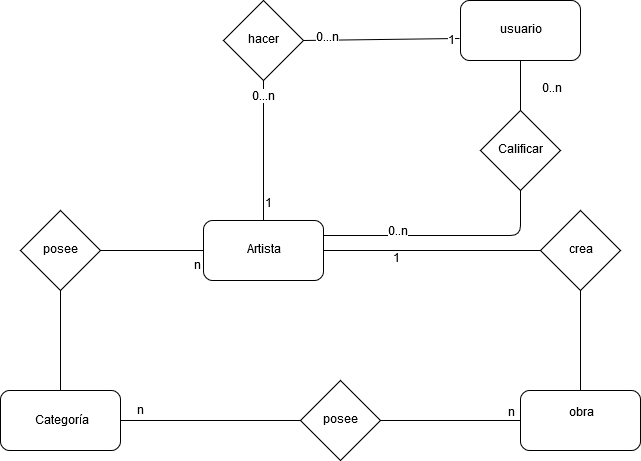 usuario
hacer
0...n
1
0...n
0..n
Calificar
1
0..n
posee
Artista
crea
n
1
Categoría
n
posee
n
obra